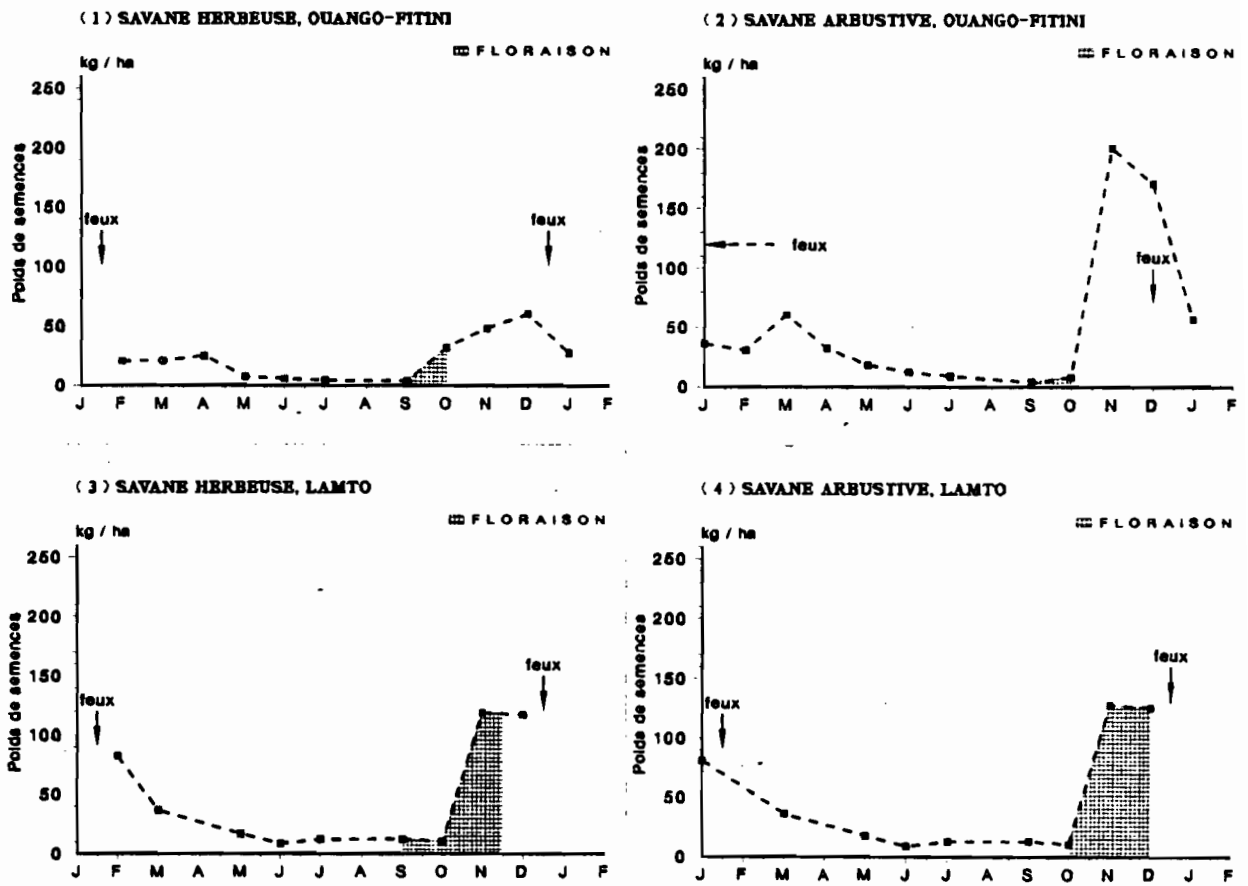 (1) SAVANE HERBEUSE, OUANGO-FITINI
FLORAISON
kg / ha
250
200
150
100
50
0
Poids de semences
feux
feux
J F M A M J J A S O N D J F
(2) SAVANE ARBUSTIVE, OUANGO-FITINI
FLORAISON
kg / ha
250
200
150
100
50
0
Poids de semences
feux
feux
J F M A M J J A S O N D J F
(3) SAVANE HERBEUSE, LAMTO
FLORAISON
kg / ha
250
200
150
100
50
0
Poids de semences
feux
feux
J F M A M J J A S O N D J F
(4) SAVANE ARBUSTIVE, LAMTO
FLORAISON
kg / ha
250
200
150
100
50
0
Poids de semences
feux
feux
J F M A M J J A S O N D J F